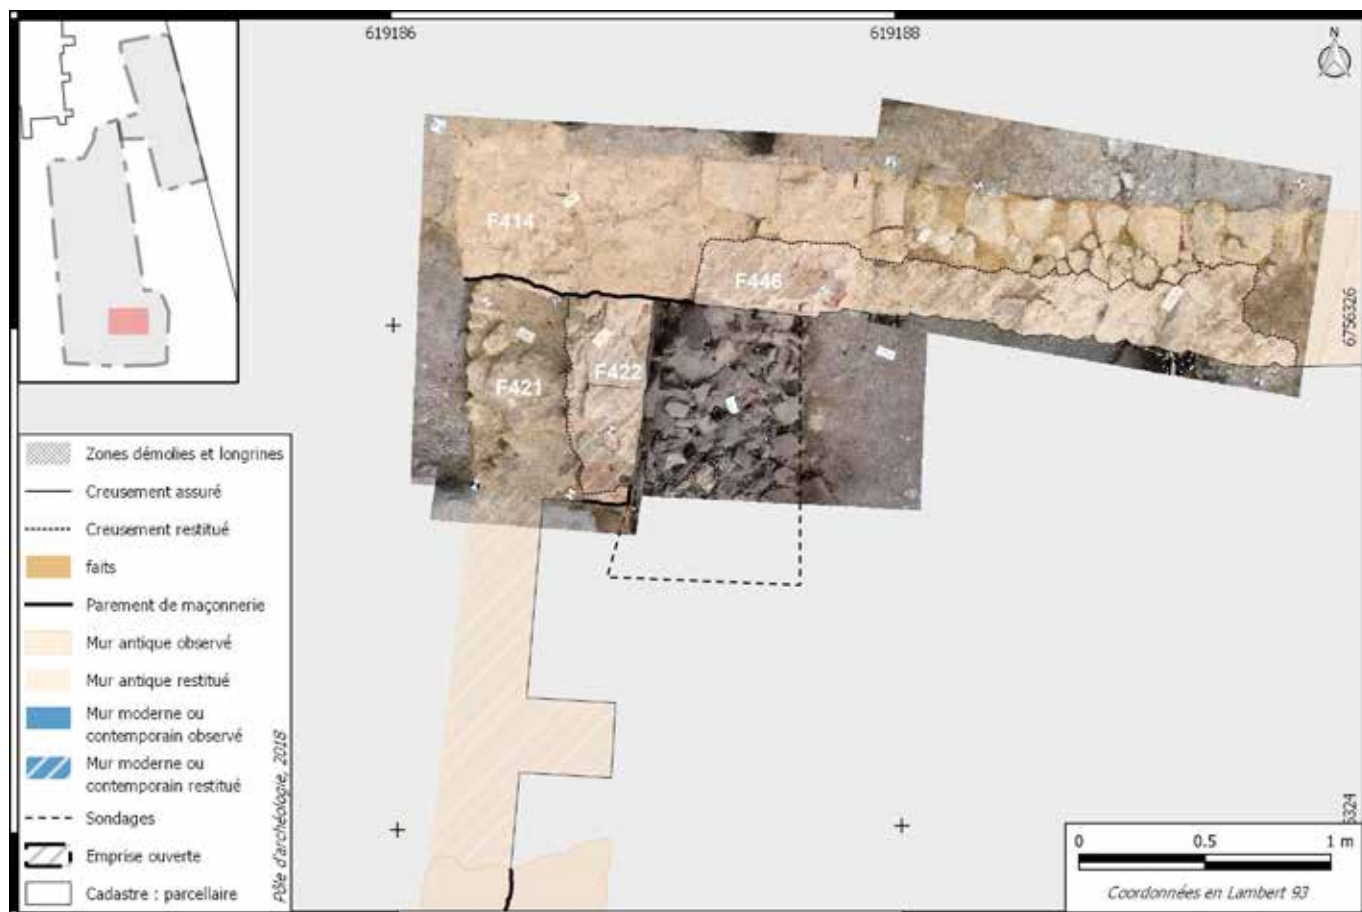 619186
619188
N
F414
F446
6756326
F421
F422
Zones démolies et longrines
Creusement assuré
Creusement restitué
faits
Parement de maçonnerie
Mur antique observé
Mur antique restitué
Mur moderne ou
contemporain observé
Mur moderne ou
contemporain restitué
Sondages
Emprise ouverte
Cadastre : parcellaire
Pôle d'archéologie, 2018
6324
0 0.5 1 m
Coordonnées en Lambert 93